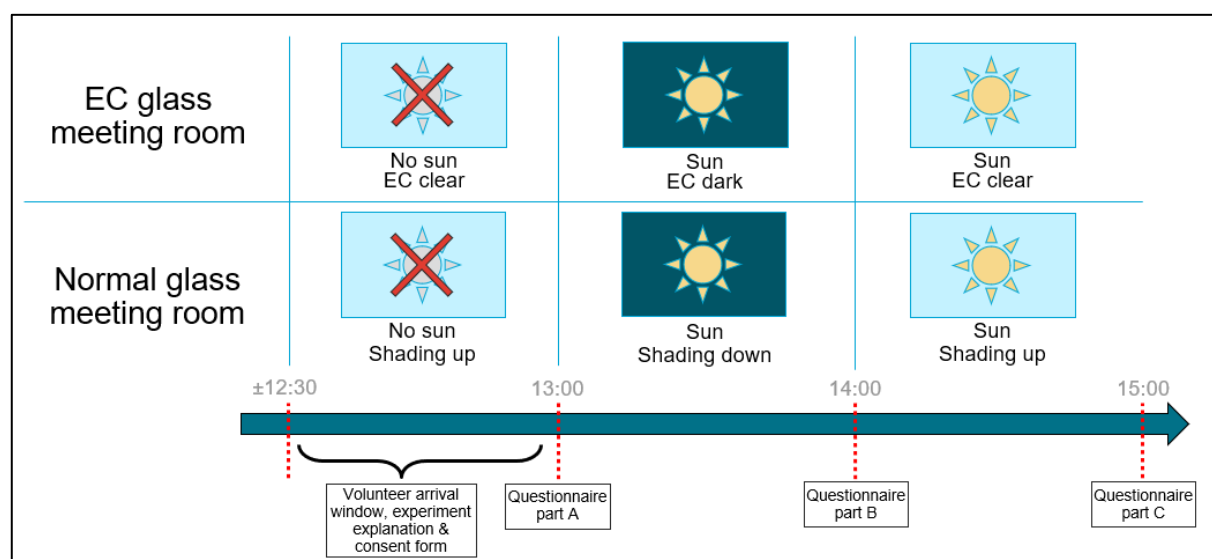 EC glass
meeting room
No sun
EC clear
Sun
EC dark
Sun
EC clear
Normal glass
meeting room
No sun
Shading up
Sun
Shading down
Sun
Shading up
±12:30
13:00
14:00
15:00
Volunteer arrival
window, experiment
explanation &
consent form
Questionnaire
part A
Questionnaire
part B
Questionnaire
part C